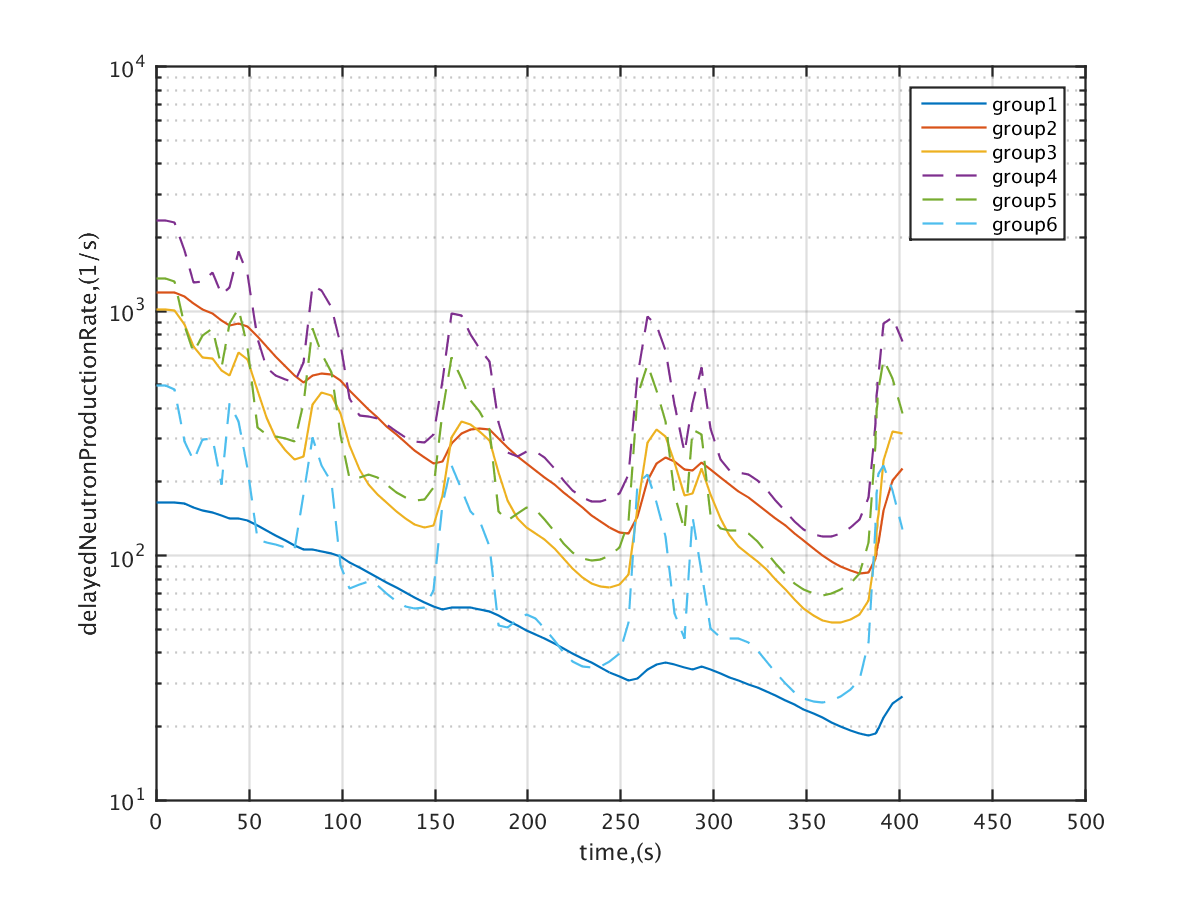 10^4
10^3
10^2
10^1
delayedNeutronProductionRate,(1/s)
group1
group2
group3
group4
group5
group6
0 50 100 150 200 250 300 350 400 450 500
time,(s)